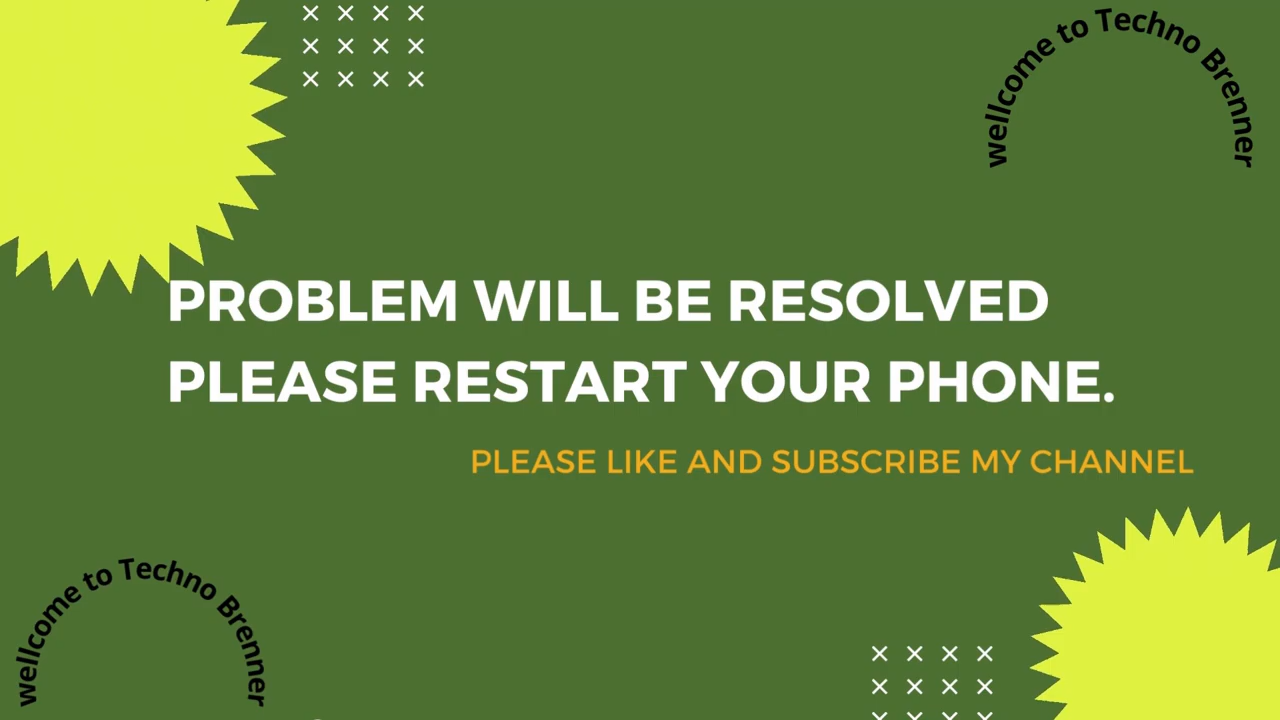 wellcome to Techno Brenner
PROBLEM WILL BE RESOLVED
PLEASE RESTART YOUR PHONE.
PLEASE LIKE AND SUBSCRIBE MY CHANNEL
wellcome to Techno Brenner